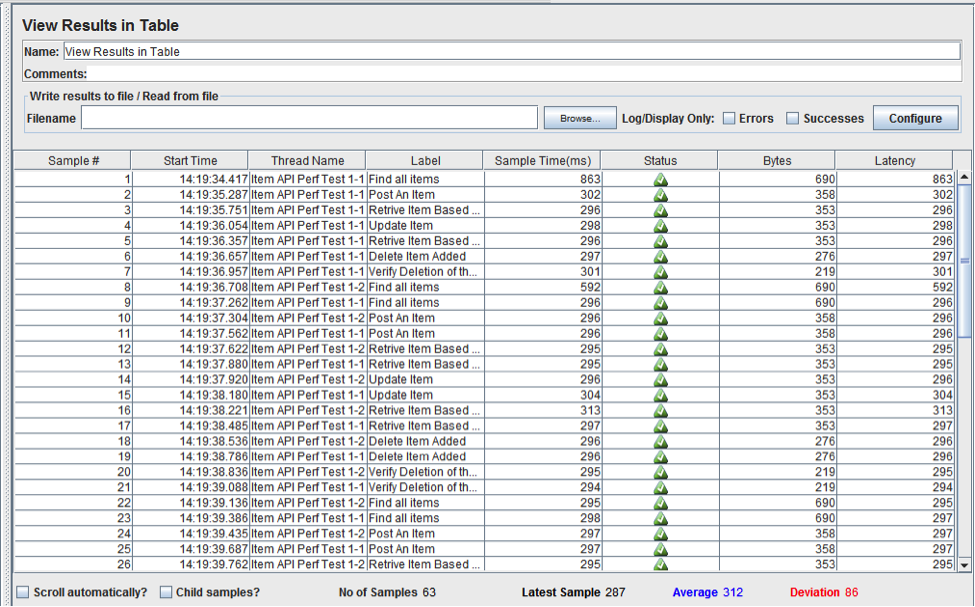 View Results in Table
Name: View Results in Table
Comments:
Write results to file / Read from file
Filename Browse... Log/Display Only: Errors Successes Configure
Sample # Start Time Thread Name Label Sample Time(ms) Status Bytes Latency
1 14:19:34.417 Item API Perf Test 1-1 Find all items 863 690 863
2 14:19:35.287 Item API Perf Test 1-1 Post An Item 302 358 302
3 14:19:35.751 Item API Perf Test 1-1 Retrive Item Based ... 296 353 296
4 14:19:36.054 Item API Perf Test 1-1 Update Item 298 353 298
5 14:19:36.357 Item API Perf Test 1-1 Retrive Item Based ... 296 353 296
6 14:19:36.657 Item API Perf Test 1-1 Delete Item Added 297 276 297
7 14:19:36.957 Item API Perf Test 1-1 Verify Deletion of th... 301 219 301
8 14:19:36.708 Item API Perf Test 1-2 Find all items 592 690 592
9 14:19:37.262 Item API Perf Test 1-1 Find all items 296 690 296
10 14:19:37.304 Item API Perf Test 1-2 Post An Item 296 358 296
11 14:19:37.562 Item API Perf Test 1-1 Post An Item 296 358 296
12 14:19:37.622 Item API Perf Test 1-2 Retrive Item Based ... 295 353 295
13 14:19:37.880 Item API Perf Test 1-1 Retrive Item Based ... 295 353 295
14 14:19:37.920 Item API Perf Test 1-2 Update Item 296 353 296
15 14:19:38.180 Item API Perf Test 1-1 Update Item 304 353 304
16 14:19:38.221 Item API Perf Test 1-2 Retrive Item Based ... 313 353 313
17 14:19:38.485 Item API Perf Test 1-1 Retrive Item Based ... 297 353 297
18 14:19:38.536 Item API Perf Test 1-2 Delete Item Added 296 276 296
19 14:19:38.786 Item API Perf Test 1-1 Delete Item Added 296 276 296
20 14:19:38.836 Item API Perf Test 1-2 Verify Deletion of th... 295 219 295
21 14:19:39.088 Item API Perf Test 1-1 Verify Deletion of th... 294 219 294
22 14:19:39.136 Item API Perf Test 1-2 Find all items 295 690 295
23 14:19:39.386 Item API Perf Test 1-1 Find all items 298 690 297
24 14:19:39.435 Item API Perf Test 1-2 Post An Item 297 358 297
25 14:19:39.687 Item API Perf Test 1-1 Post An Item 297 358 297
26 14:19:39.762 Item API Perf Test 1-2 Retrive Item Based ... 295 353 295
Scroll automatically? Child samples? No of Samples 63 Latest Sample 287 Average 312 Deviation 86